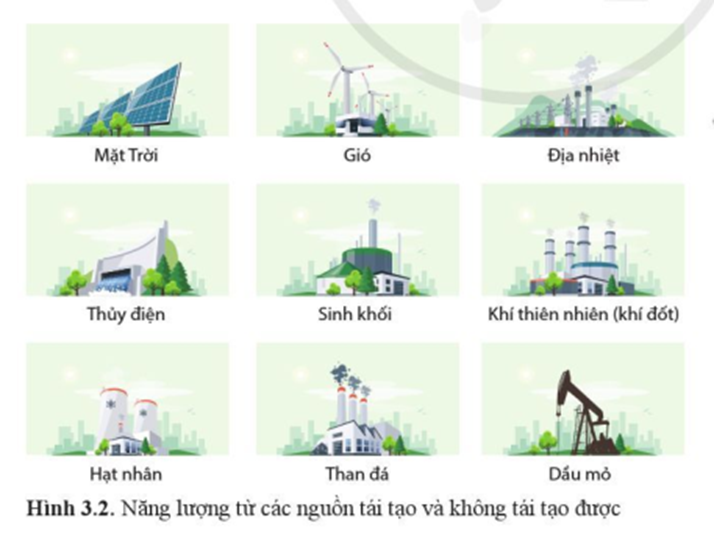 Mặt Trời
Gió
Địa nhiệt
Thủy điện
Sinh khối
Khí thiên nhiên (khí đốt)
Hạt nhân
Than đá
Dầu mỏ
Hình 3.2. Năng lượng từ các nguồn tái tạo và không tái tạo được